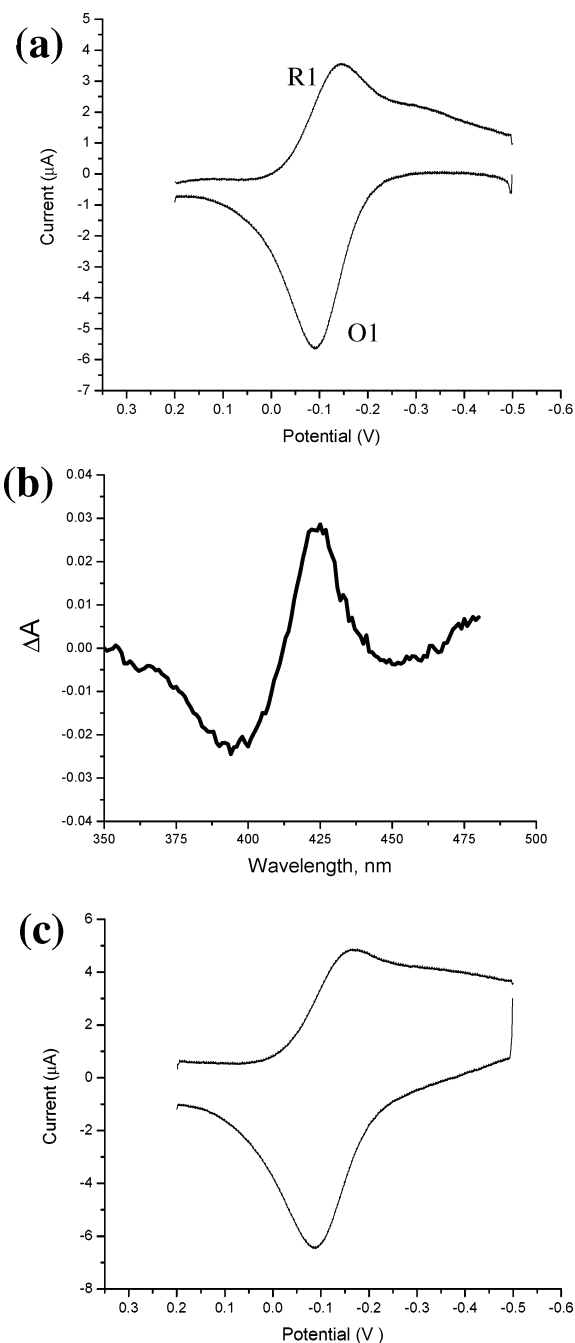 (a)
5
4
3
2
1
0
-1
-2
-3
-4
-5
-6
-7
Current (μA)
R1
O1
0.3 0.2 0.1 0.0 -0.1 -0.2 -0.3 -0.4 -0.5 -0.6
Potential (V)
(b)
0.04
0.03
0.02
0.01
0.00
-0.01
-0.02
-0.03
-0.04
ΔA
350 375 400 425 450 475 500
Wavelength, nm
(c)
6
4
2
0
-2
-4
-6
-8
Current (μA)
0.3 0.2 0.1 0.0 -0.1 -0.2 -0.3 -0.4 -0.5 -0.6
Potential (V )